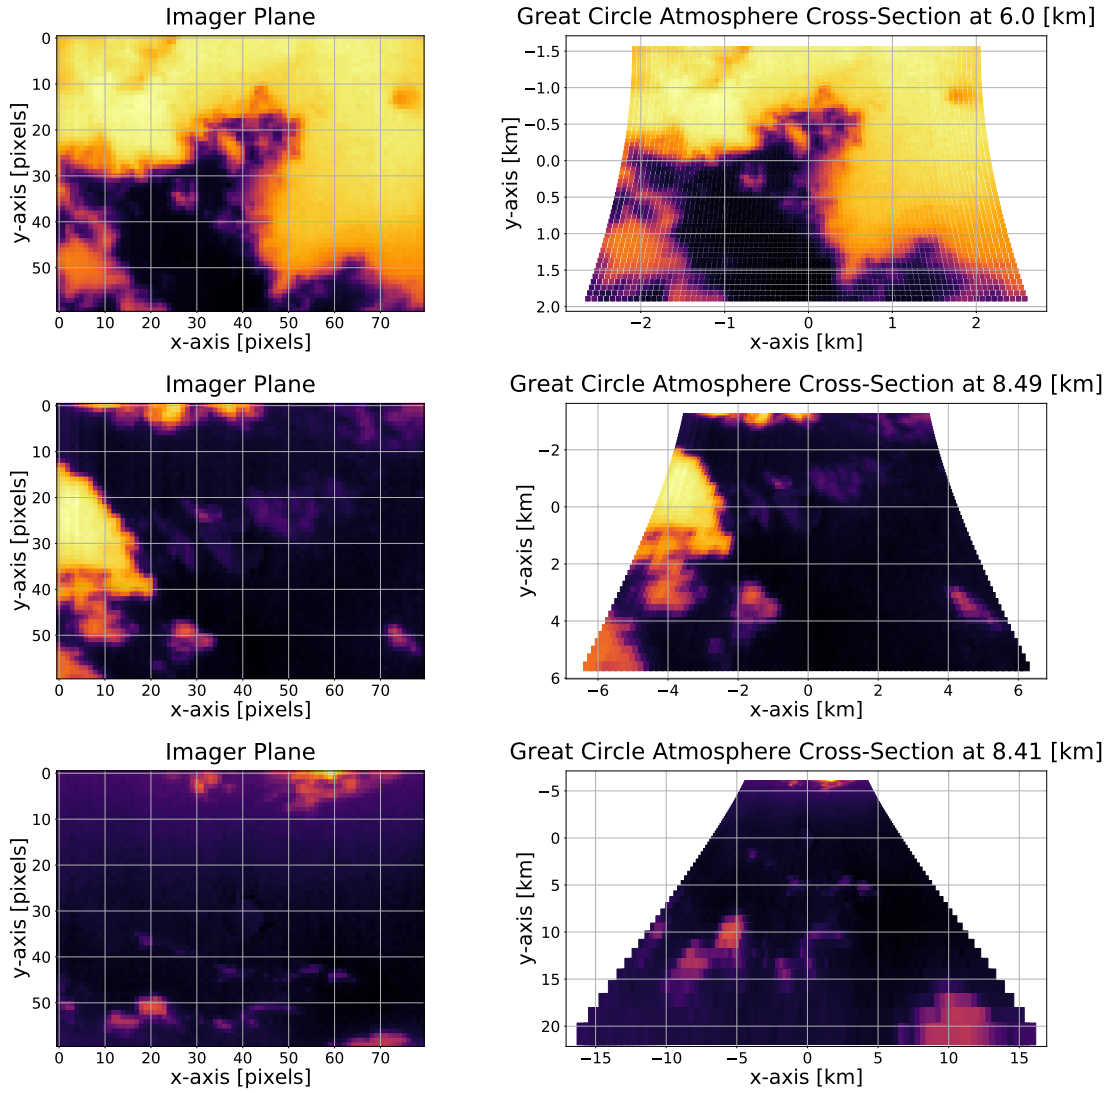 Imager Plane
y-axis [pixels]
0
10
20
30
40
50
0 10 20 30 40 50 60 70
x-axis [pixels]
Great Circle Atmosphere Cross-Section at 6.0 [km]
y-axis [km]
−1.5
−1.0
−0.5
0.0
0.5
1.0
1.5
2.0
−2 −1 0 1 2
x-axis [km]
Imager Plane
y-axis [pixels]
0
10
20
30
40
50
0 10 20 30 40 50 60 70
x-axis [pixels]
Great Circle Atmosphere Cross-Section at 8.49 [km]
y-axis [km]
−2
0
2
4
6
−6 −4 −2 0 2 4 6
x-axis [km]
Imager Plane
y-axis [pixels]
0
10
20
30
40
50
0 10 20 30 40 50 60 70
x-axis [pixels]
Great Circle Atmosphere Cross-Section at 8.41 [km]
y-axis [km]
−5
0
5
10
15
20
−15 −10 −5 0 5 10 15
x-axis [km]